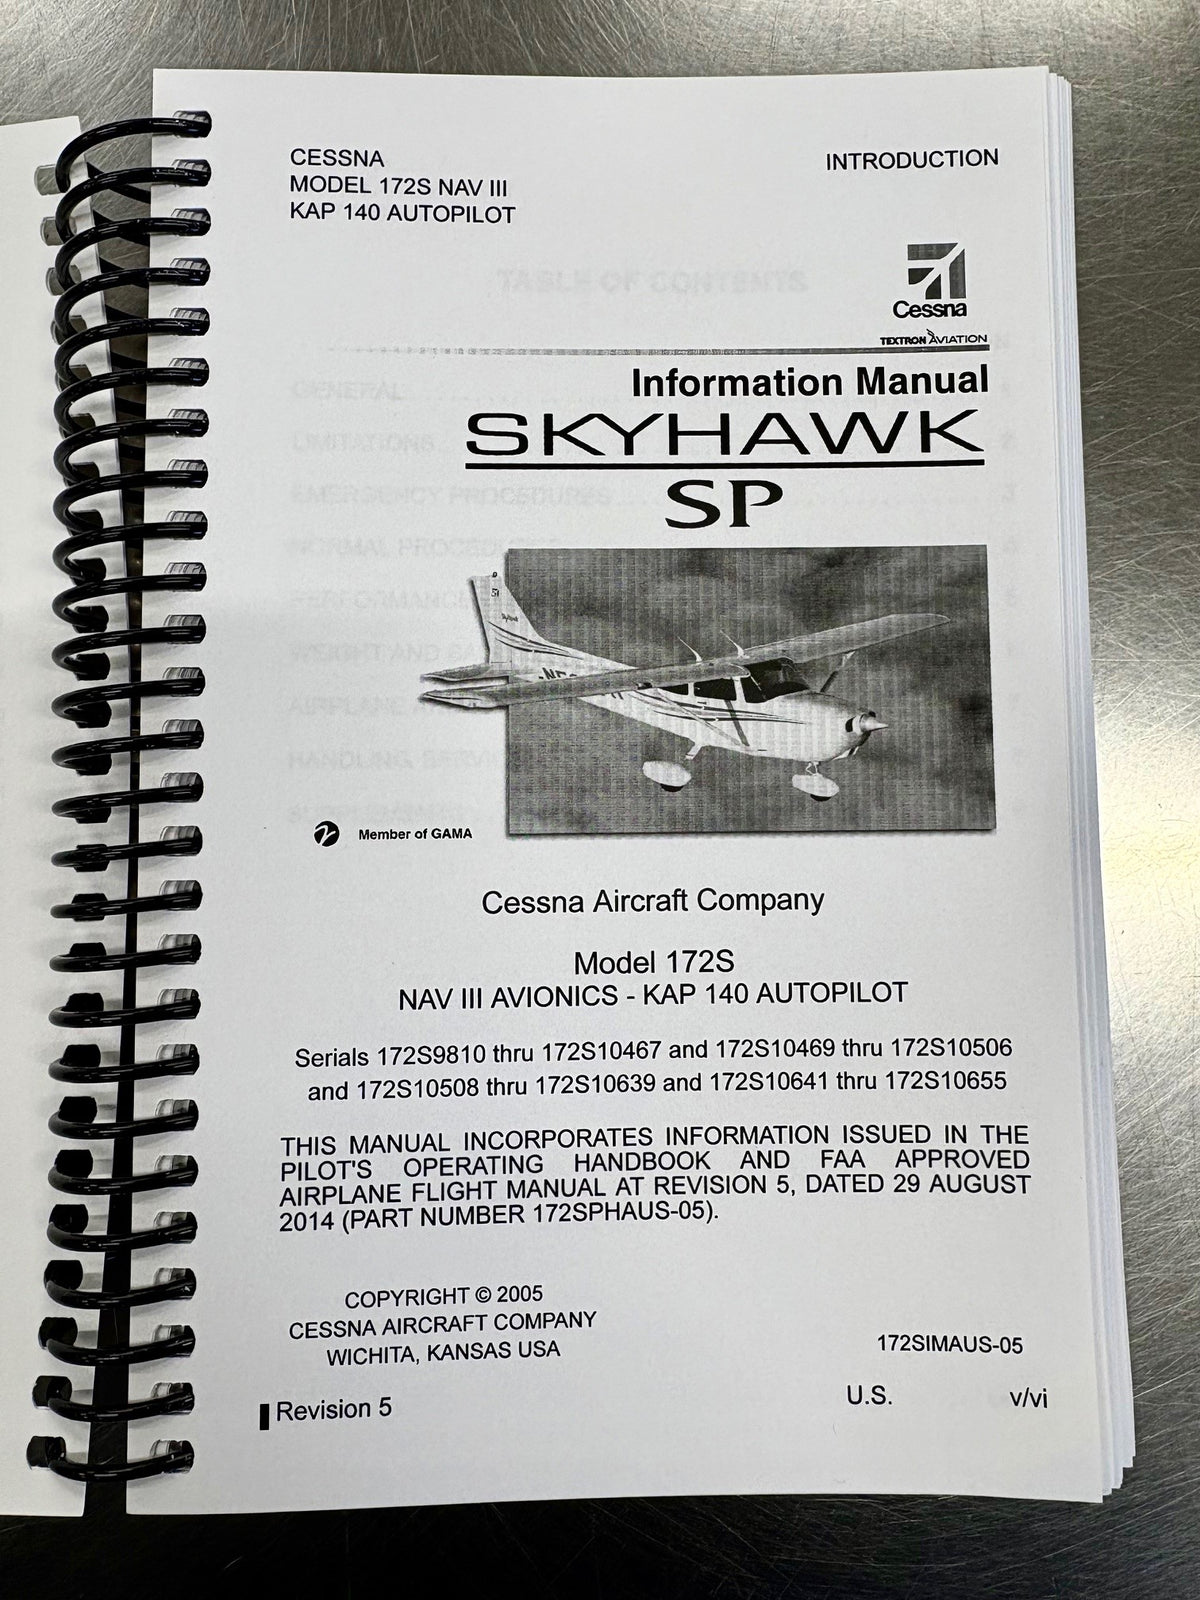 CESSNA
MODEL 172S NAV III
KAP 140 AUTOPILOT
INTRODUCTION
Cessna
TEXTRON AVIATION
Information Manual
SKYHAWK
SP
Member of GAMA
Cessna Aircraft Company
Model 172S
NAV III AVIONICS - KAP 140 AUTOPILOT
Serials 172S9810 thru 172S10467 and 172S10469 thru 172S10506
and 172S10508 thru 172S10639 and 172S10641 thru 172S10655
THIS MANUAL INCORPORATES INFORMATION ISSUED IN THE
PILOT'S OPERATING HANDBOOK AND FAA APPROVED
AIRPLANE FLIGHT MANUAL AT REVISION 5, DATED 29 AUGUST
2014 (PART NUMBER 172SPHAUS-05).
COPYRIGHT © 2005
CESSNA AIRCRAFT COMPANY
WICHITA, KANSAS USA
172SIMAUS-05
Revision 5
U.S.
v/vi